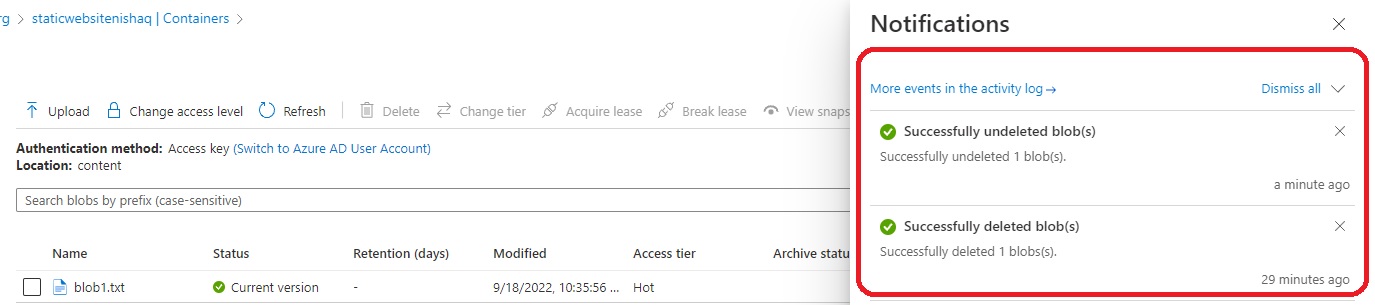 rg > staticwebsitenishaq | Containers >
Upload Change access level Refresh Delete Change tier Acquire lease Break lease View snaps
Authentication method: Access key (Switch to Azure AD User Account)
Location: content
Search blobs by prefix (case-sensitive)
Name Status Retention (days) Modified Access tier Archive statu
blob1.txt Current version - 9/18/2022, 10:35:56 ... Hot
Notifications
More events in the activity log →
Dismiss all
Successfully undeleted blob(s)
Successfully undeleted 1 blob(s).
a minute ago
Successfully deleted blob(s)
Successfully deleted 1 blobs(s).
29 minutes ago